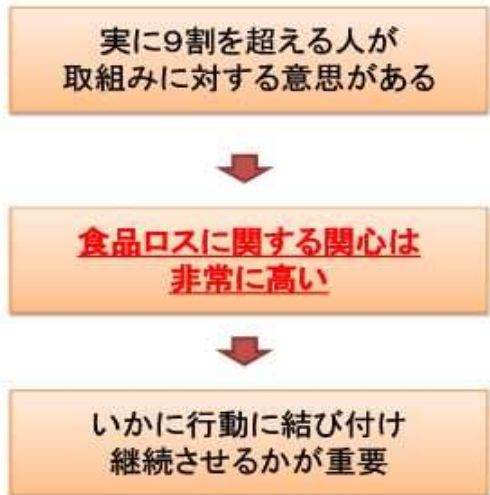 実に９割を超える人が
取組みに対する意思がある
食品ロスに関する関心は
非常に高い
いかに行動に結び付け
継続させるかが重要